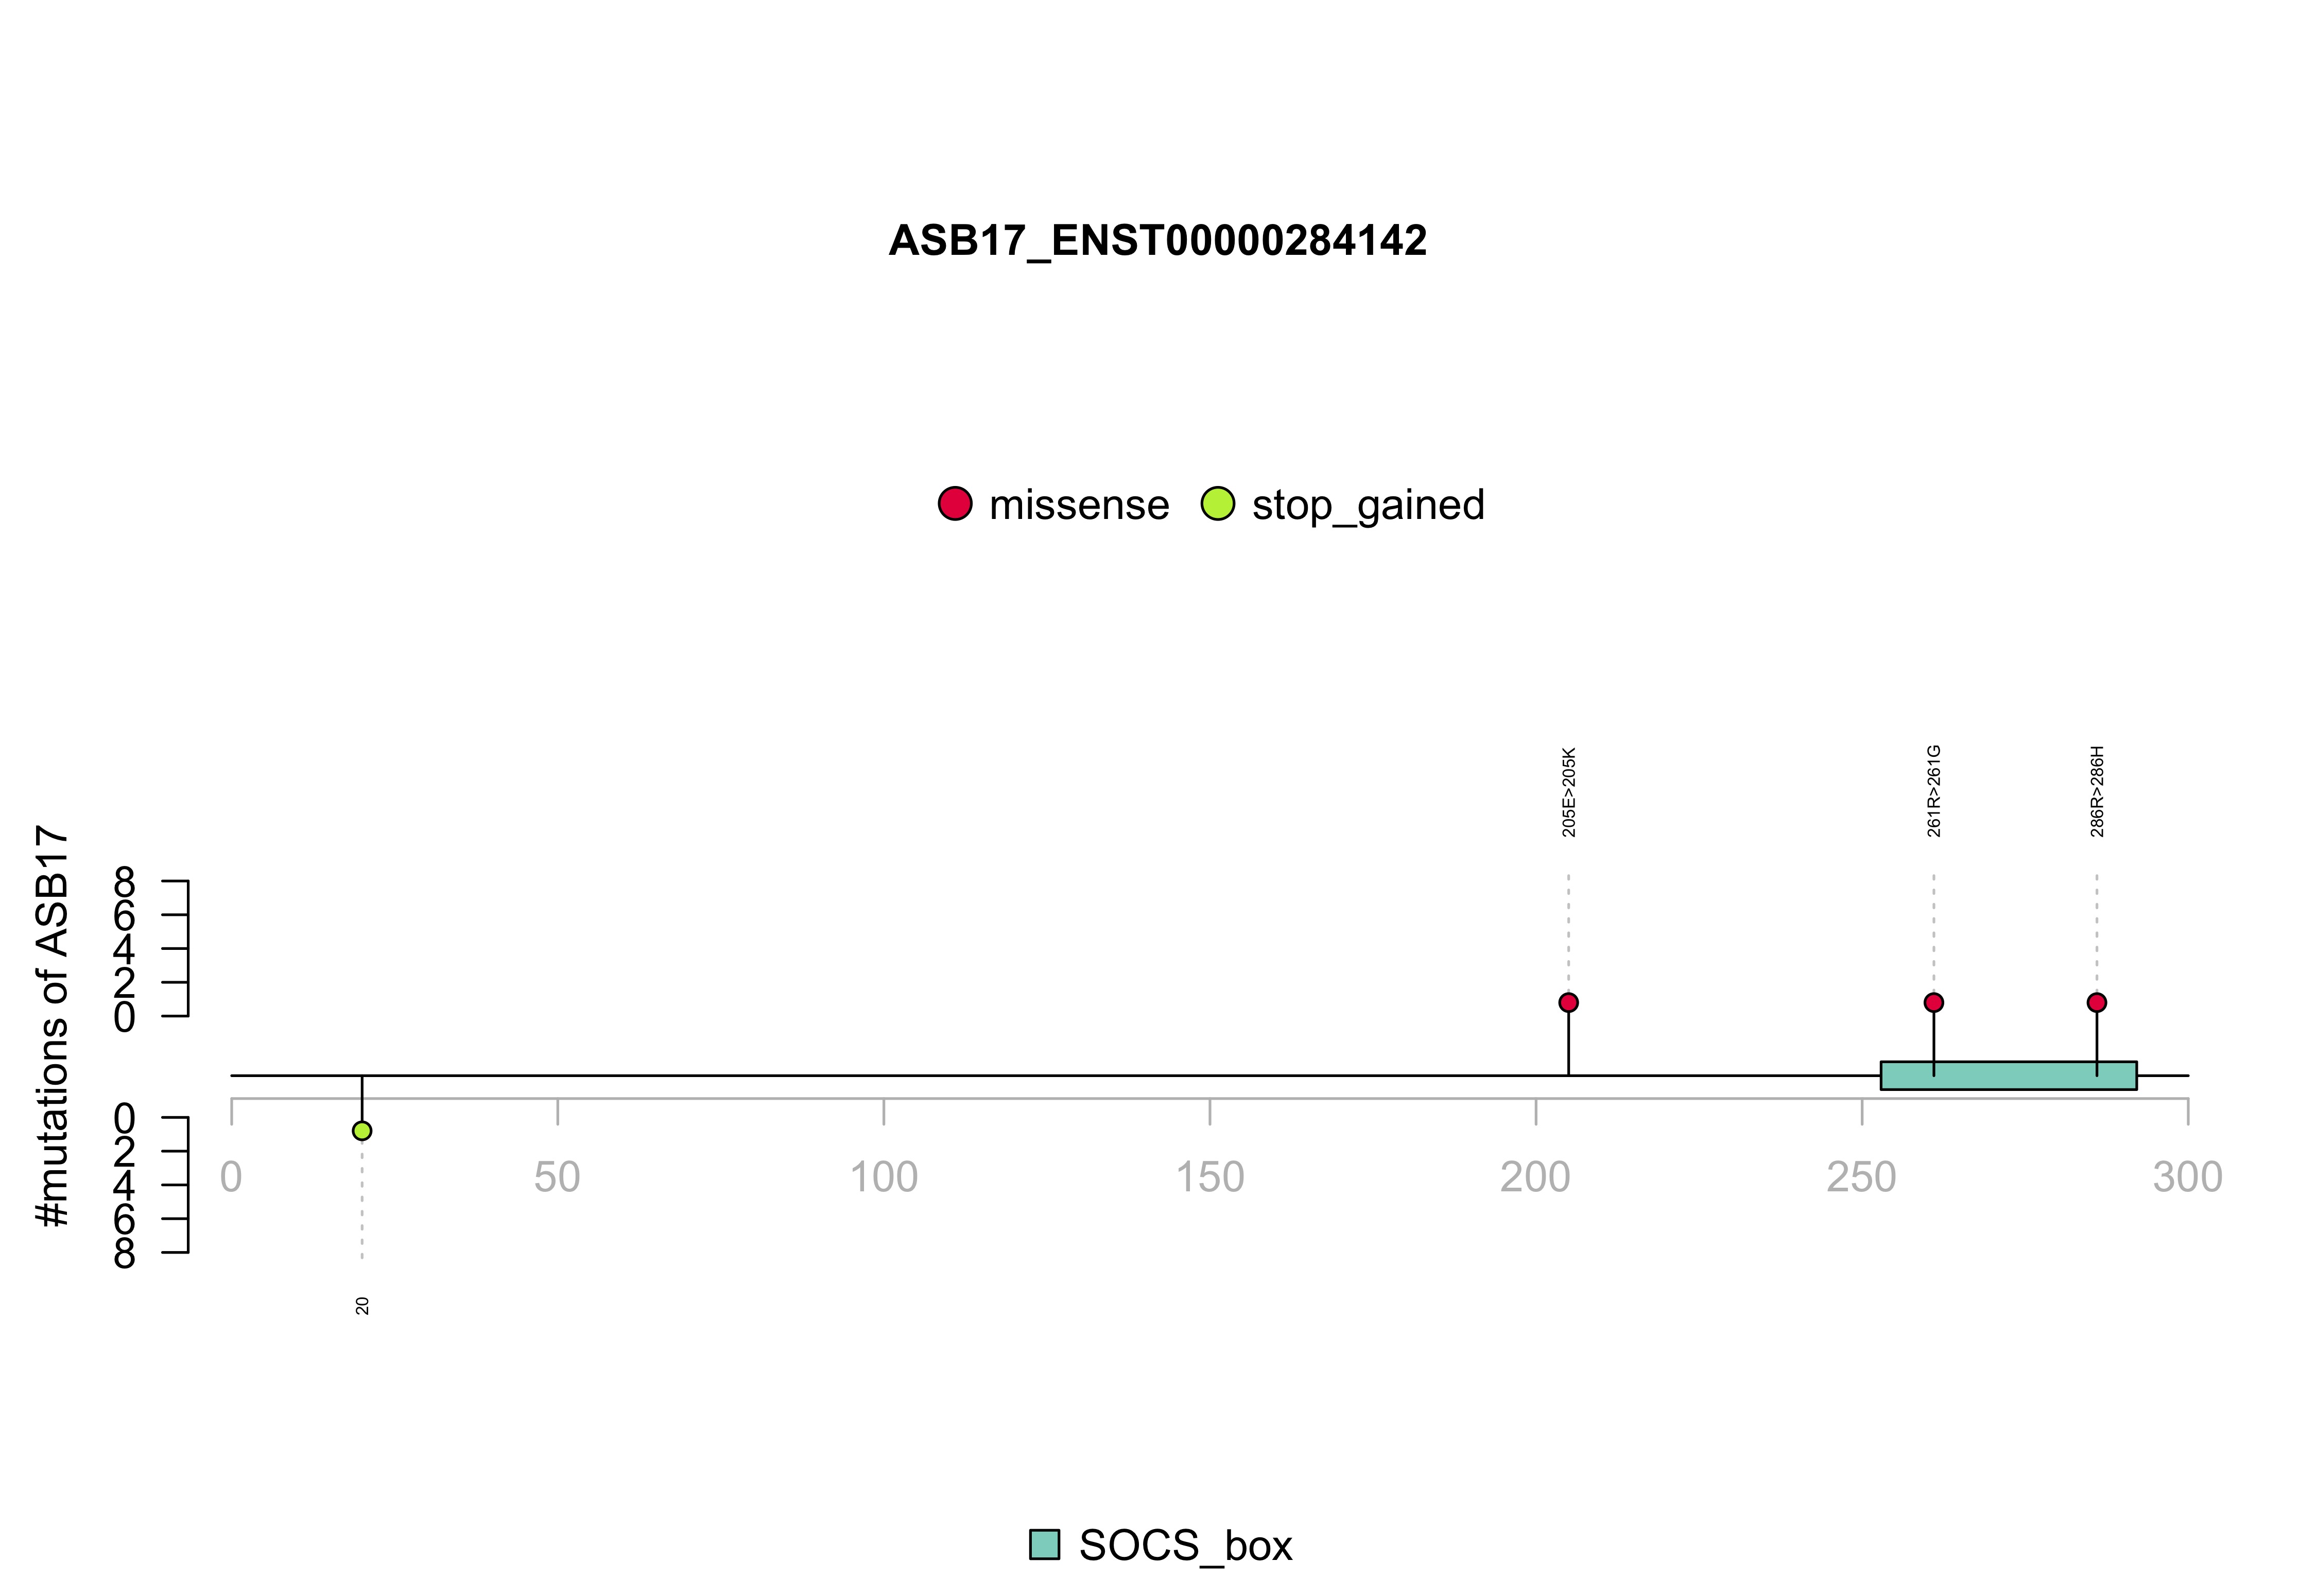 ASB17_ENST00000284142
missense stop_gained
205E>205K
261R>261G
286R>286H
#mutations of ASB17
8
6
4
2
0
0
2
4
6
8
0 50 100 150 200 250 300
20
SOCS_box